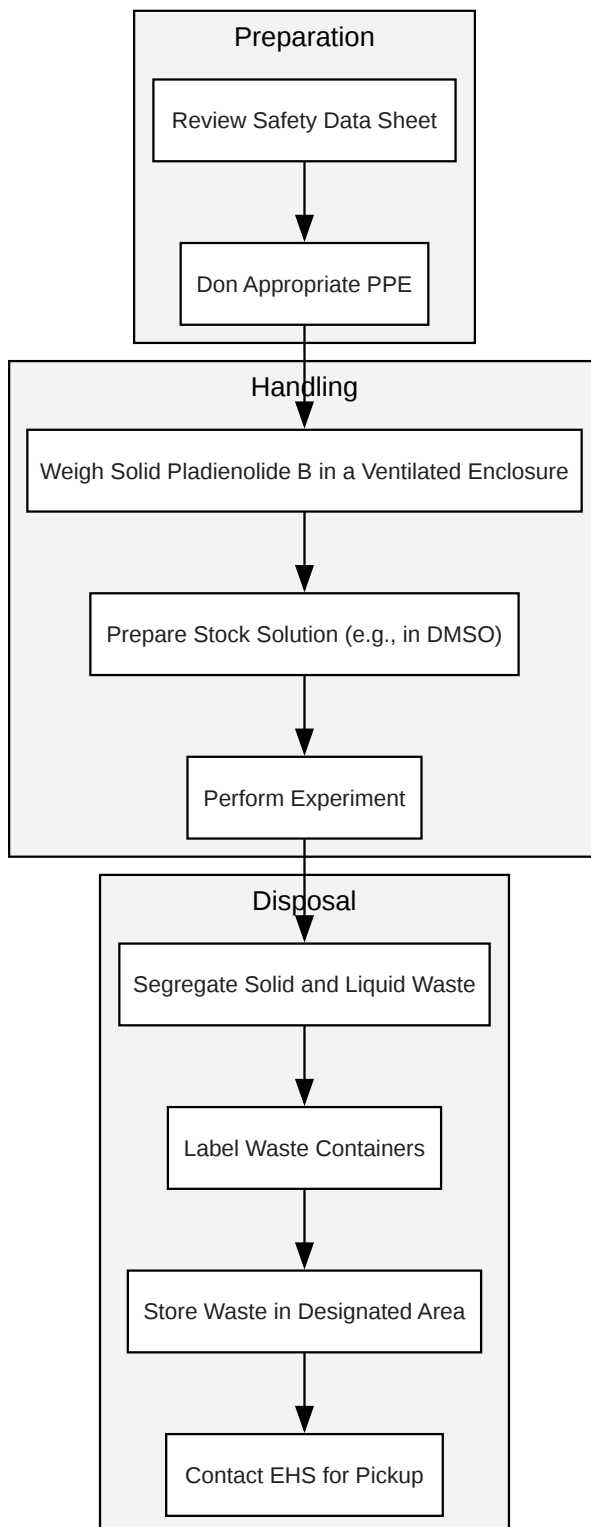 Preparation
Review Safety Data Sheet
Don Appropriate PPE
Handling
Weigh Solid Pladienolide B in a Ventilated Enclosure
Prepare Stock Solution (e.g., in DMSO)
Perform Experiment
Disposal
Segregate Solid and Liquid Waste
Label Waste Containers
Store Waste in Designated Area
Contact EHS for Pickup